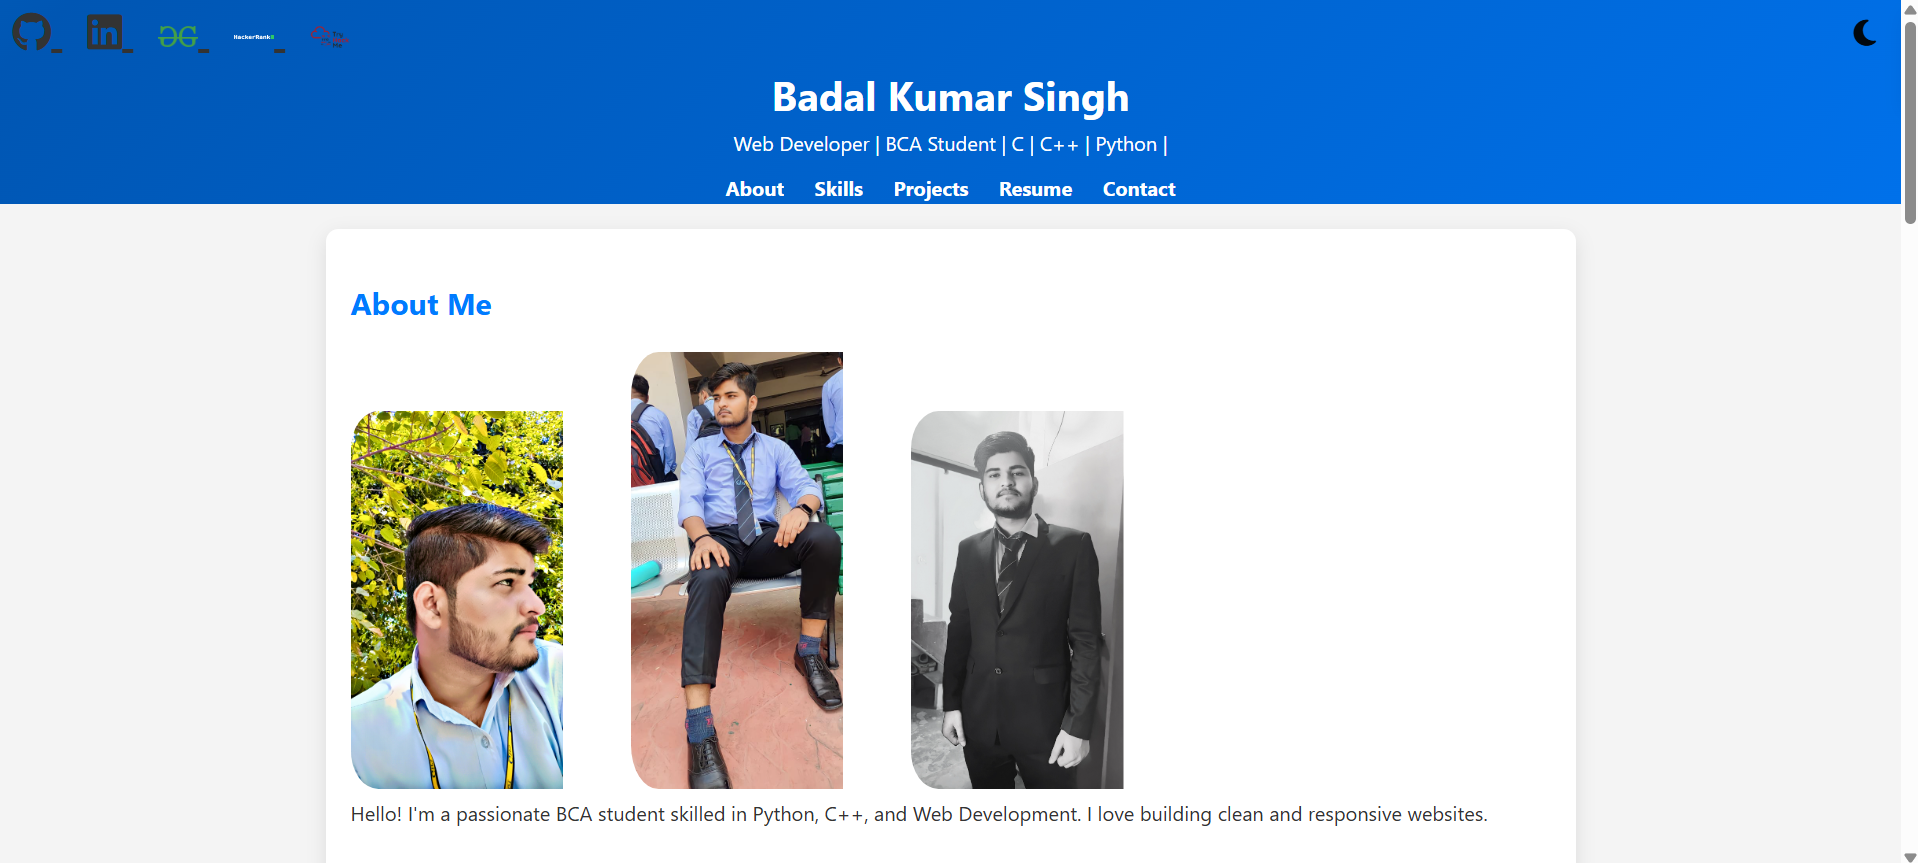 HackerRank
Badal Kumar Singh
Web Developer | BCA Student | C | C++ | Python |
About Skills Projects Resume Contact
About Me
Hello! I'm a passionate BCA student skilled in Python, C++, and Web Development. I love building clean and responsive websites.